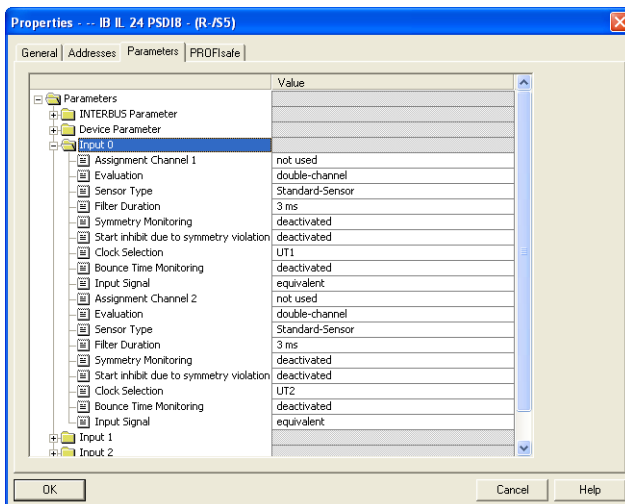 Properties - -- IB IL 24 PSDI8 - (R-/S5)
General Addresses Parameters PROFIsafe
Value
Parameters
INTERBUS Parameter
Device Parameter
Input 0
Assignment Channel 1 not used
Evaluation double-channel
Sensor Type Standard-Sensor
Filter Duration 3 ms
Symmetry Monitoring deactivated
Start inhibit due to symmetry violation deactivated
Clock Selection UT1
Bounce Time Monitoring deactivated
Input Signal equivalent
Assignment Channel 2 not used
Evaluation double-channel
Sensor Type Standard-Sensor
Filter Duration 3 ms
Symmetry Monitoring deactivated
Start inhibit due to symmetry violation deactivated
Clock Selection UT2
Bounce Time Monitoring deactivated
Input Signal equivalent
Input 1
Input 2
OK Cancel Help